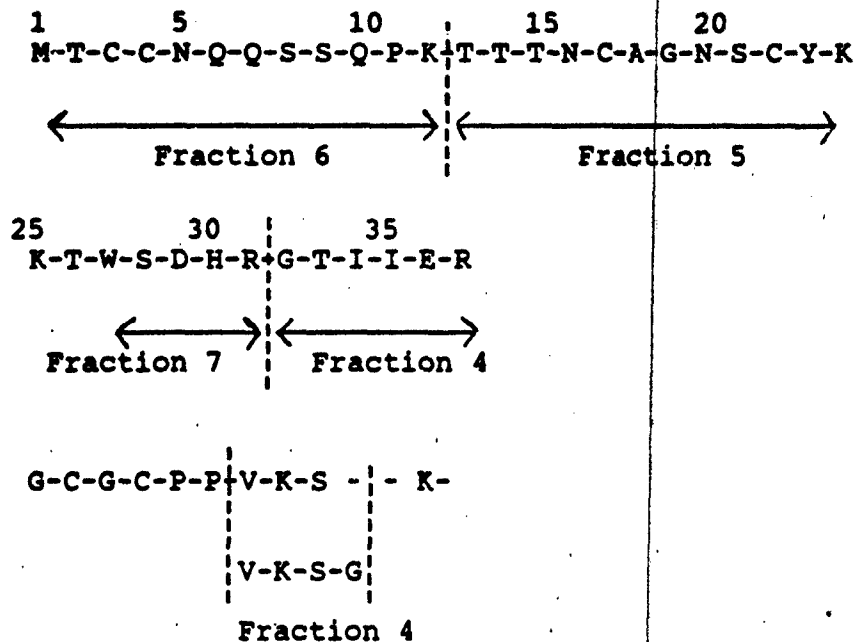 1 5 10 15 20
M-T-C-C-N-Q-Q-S-S-Q-P-K-T-T-T-N-C-A-G-N-S-C-Y-K
Fraction 6 Fraction 5
25 30 35
K-T-W-S-D-H-R-G-T-I-I-E-R
Fraction 7 Fraction 4
G-C-G-C-P-P-V-K-S - - K-
V-K-S-G
Fraction 4